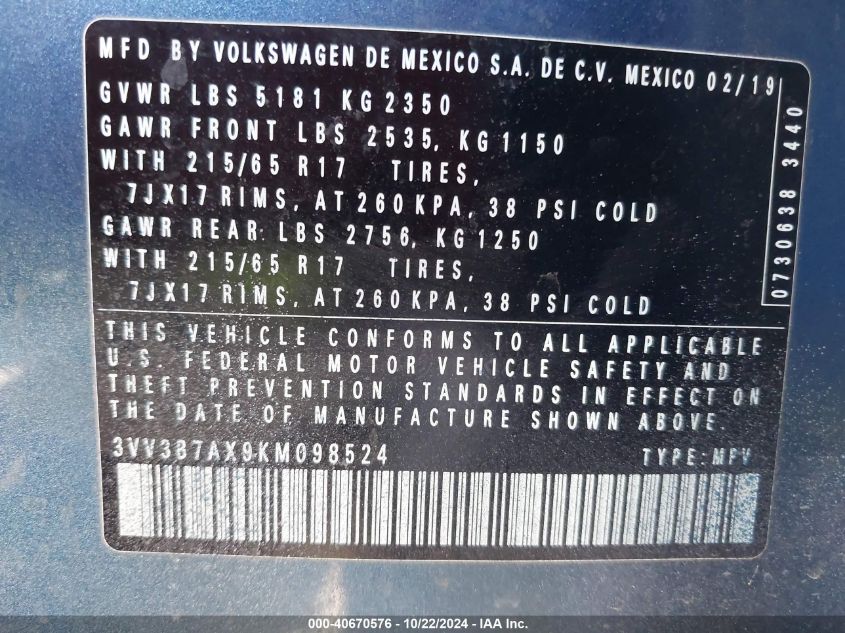 MFD BY VOLKSWAGEN DE MEXICO S.A. DE C.V. MEXICO 02/19
GVWR LBS 5181 KG 2350
GAWR FRONT LBS 2535, KG 1150
WITH 215/65 R17 TIRES,
7JX17 RIMS, AT 260 KPA, 38 PSI COLD
GAWR REAR LBS 2756, KG 1250
WITH 215/65 R17 TIRES,
7JX17 RIMS, AT 260 KPA, 38 PSI COLD
0730638 3440
THIS VEHICLE CONFORMS TO ALL APPLICABLE
U.S. FEDERAL MOTOR VEHICLE SAFETY AND
THEFT PREVENTION STANDARDS IN EFFECT ON
THE DATE OF MANUFACTURE SHOWN ABOVE.
3VV3B7AX9KM098524 TYPE:MPV
000-40670576 - 10/22/2024 - www.iaai.com